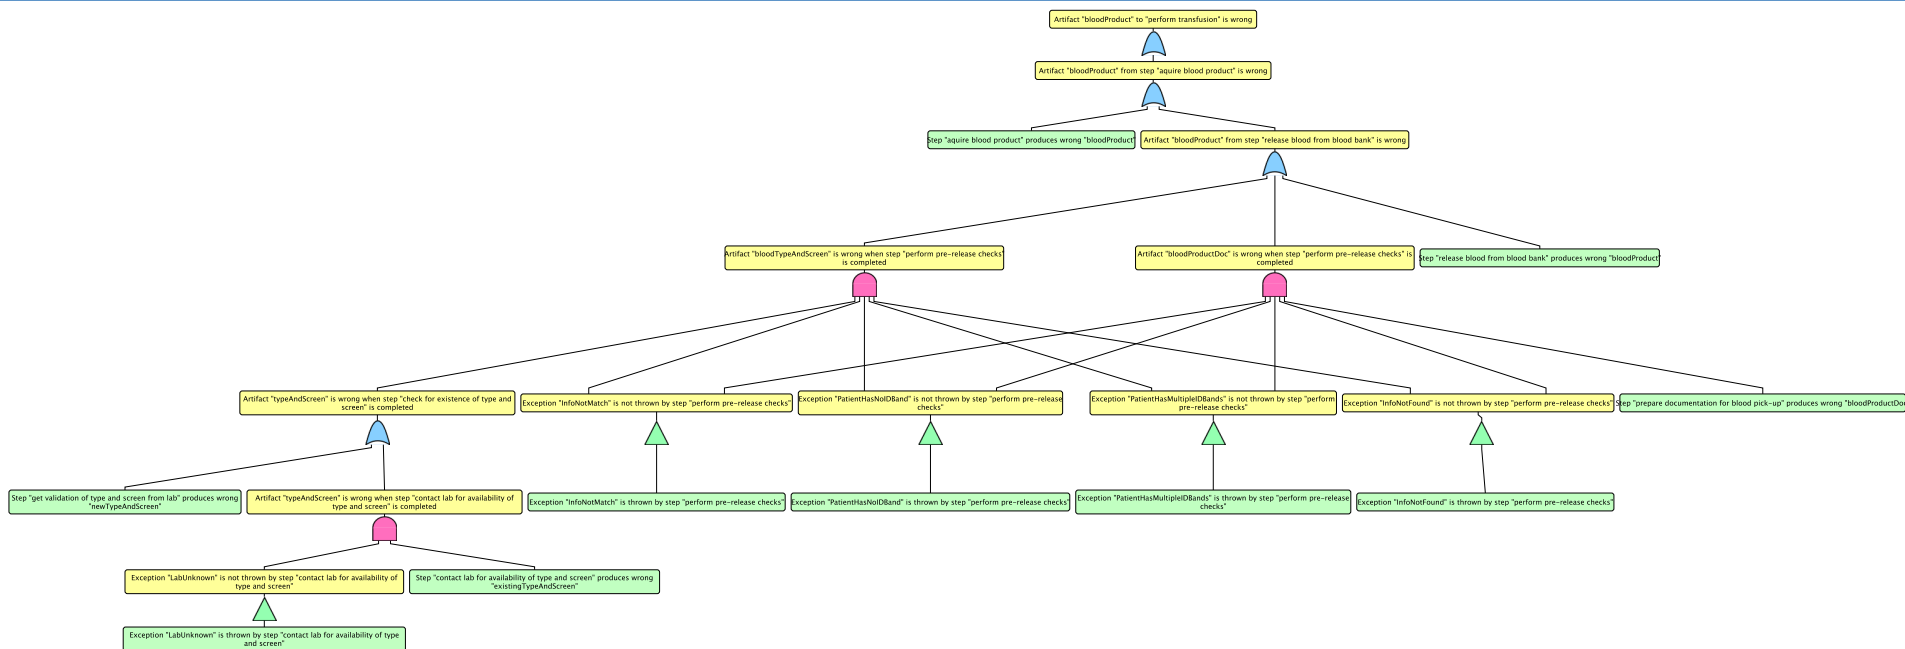 Artifact "bloodProduct" to "perform transfusion" is wrong
Artifact "bloodProduct" from step "aquire blood product" is wrong
Step "aquire blood product" produces wrong "bloodProduct"
Artifact "bloodProduct" from step "release blood from blood bank" is wrong
Artifact "bloodTypeAndScreen" is wrong when step "perform pre-release checks"
is completed
Artifact "bloodProductDoc" is wrong when step "perform pre-release checks" is
completed
Step "release blood from blood bank" produces wrong "bloodProduct"
Artifact "typeAndScreen" is wrong when step "check for existence of type and
screen" is completed
Exception "InfoNotMatch" is not thrown by step "perform pre-release checks"
Exception "PatientHasNoIDBand" is not thrown by step "perform pre-release
checks"
Exception "PatientHasMultipleIDBands" is not thrown by step "perform
pre-release checks"
Exception "InfoNotFound" is not thrown by step "perform pre-release checks"
Step "prepare documentation for blood pick-up" produces wrong "bloodProductDoc
Step "get validation of type and screen from lab" produces wrong
"newTypeAndScreen"
Artifact "typeAndScreen" is wrong when step "contact lab for availability of
type and screen" is completed
Exception "InfoNotMatch" is thrown by step "perform pre-release checks"
Exception "PatientHasNoIDBand" is thrown by step "perform pre-release checks"
Exception "PatientHasMultipleIDBands" is thrown by step "perform pre-release
checks"
Exception "InfoNotFound" is thrown by step "perform pre-release checks"
Exception "LabUnknown" is not thrown by step "contact lab for availability of
type and screen"
Step "contact lab for availability of type and screen" produces wrong
"existingTypeAndScreen"
Exception "LabUnknown" is thrown by step "contact lab for availability of type
and screen"